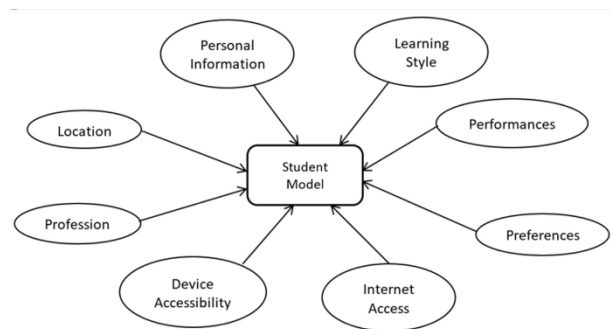 Personal
Information
Learning
Style
Location
Performances
Student
Model
Profession
Preferences
Device
Accessibility
Internet
Access